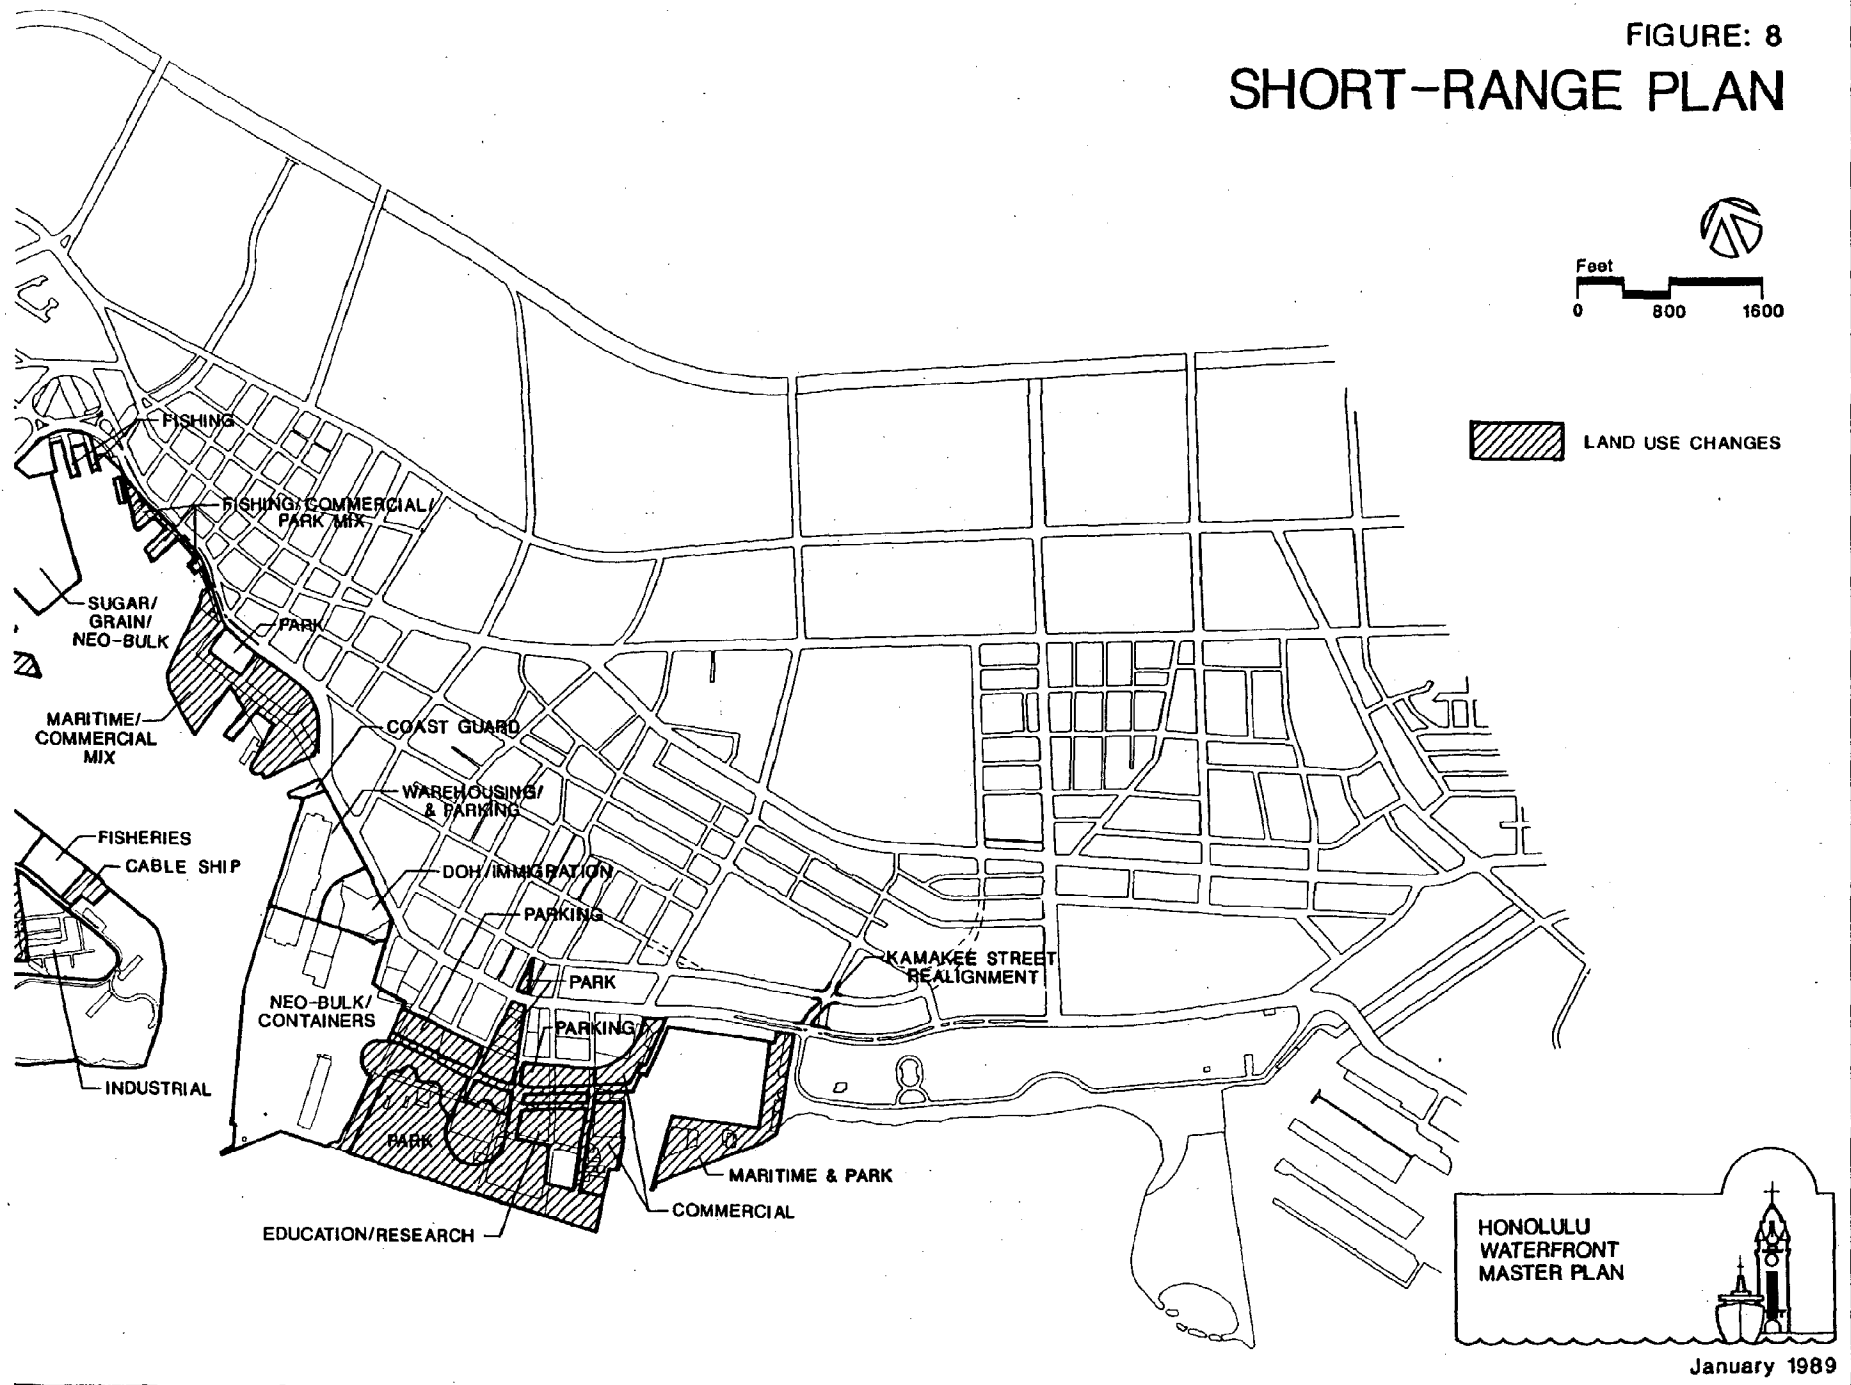 FIGURE: 8
SHORT-RANGE PLAN
Feet
0 800 1600
LAND USE CHANGES
FISHING
FISHING/COMMERCIAL/
PARK MIX
SUGAR/
GRAIN/
NEO-BULK
PARK
MARITIME/
COMMERCIAL
MIX
COAST GUARD
WAREHOUSING/
& PARKING
FISHERIES
CABLE SHIP
DOH/IMMIGRATION
PARKING
KAMAKEE STREET
REALIGNMENT
PARK
NEO-BULK/
CONTAINERS
PARKING
INDUSTRIAL
PARK
MARITIME & PARK
COMMERCIAL
EDUCATION/RESEARCH
HONOLULU
WATERFRONT
MASTER PLAN
January 1989